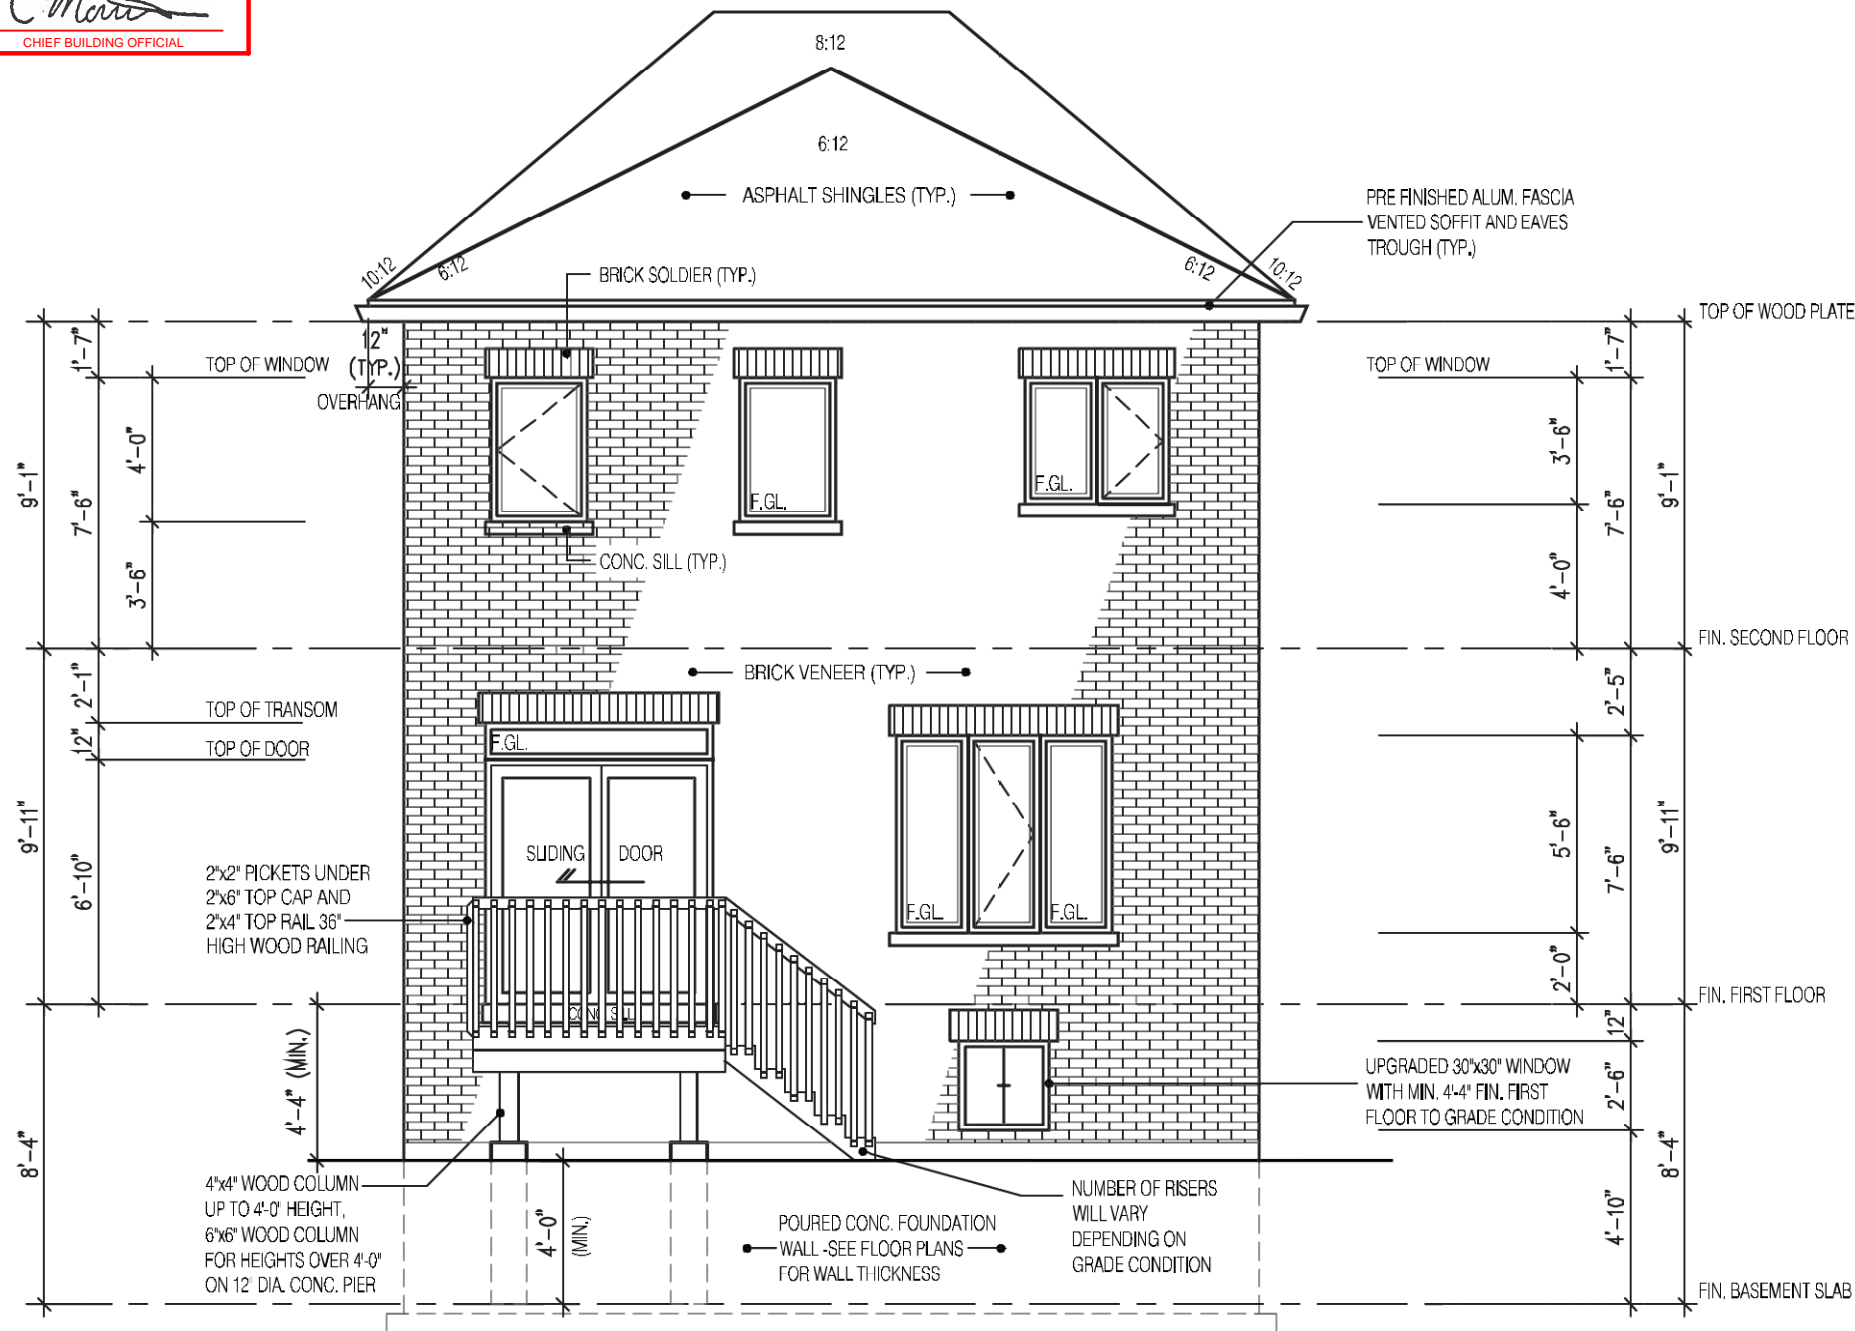 CHIEF BUILDING OFFICIAL
8:12
6:12
ASPHALT SHINGLES (TYP.)
PRE FINISHED ALUM. FASCIA
VENTED SOFFIT AND EAVES
TROUGH (TYP.)
10:12
6:12
6:12
10:12
BRICK SOLDIER (TYP.)
TOP OF WOOD PLATE
12"
(TYP.)
OVERHANG
TOP OF WINDOW
TOP OF WINDOW
1'-7"
4'-0"
9'-1"
7'-6"
3'-6"
F.GL.
F.GL.
CONC. SILL (TYP.)
1'-7"
3'-6"
9'-1"
7'-6"
4'-0"
FIN. SECOND FLOOR
BRICK VENEER (TYP.)
2'-1"
TOP OF TRANSOM
12"
TOP OF DOOR
9'-11"
6'-10"
F.GL.
SLIDING DOOR
2"x2" PICKETS UNDER
2"x6" TOP CAP AND
2"x4" TOP RAIL 36"
HIGH WOOD RAILING
F.GL.
F.GL.
2'-5"
5'-6"
9'-11"
7'-6"
2'-0"
FIN. FIRST FLOOR
CONC. SILL
12"
UPGRADED 30"x30" WINDOW
WITH MIN. 4'-4" FIN. FIRST
FLOOR TO GRADE CONDITION
2'-6"
4'-4" (MIN.)
8'-4"
8'-4"
4'-10"
4"x4" WOOD COLUMN
UP TO 4'-0" HEIGHT,
6"x6" WOOD COLUMN
FOR HEIGHTS OVER 4'-0"
ON 12" DIA. CONC. PIER
4'-0"
(MIN.)
POURED CONC. FOUNDATION
WALL -SEE FLOOR PLANS
FOR WALL THICKNESS
NUMBER OF RISERS
WILL VARY
DEPENDING ON
GRADE CONDITION
FIN. BASEMENT SLAB